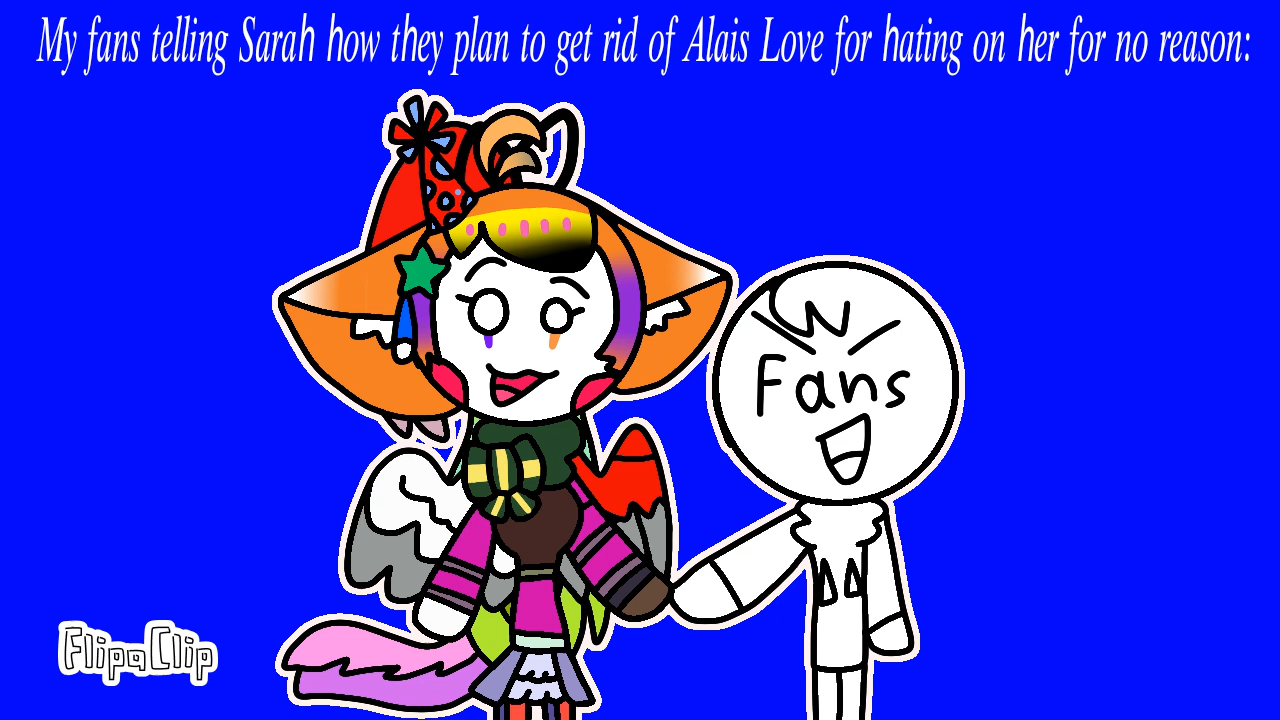 My fans telling Sarah how they plan to get rid of Alais Love for hating on her for no reason:
Fans
FlipaClip